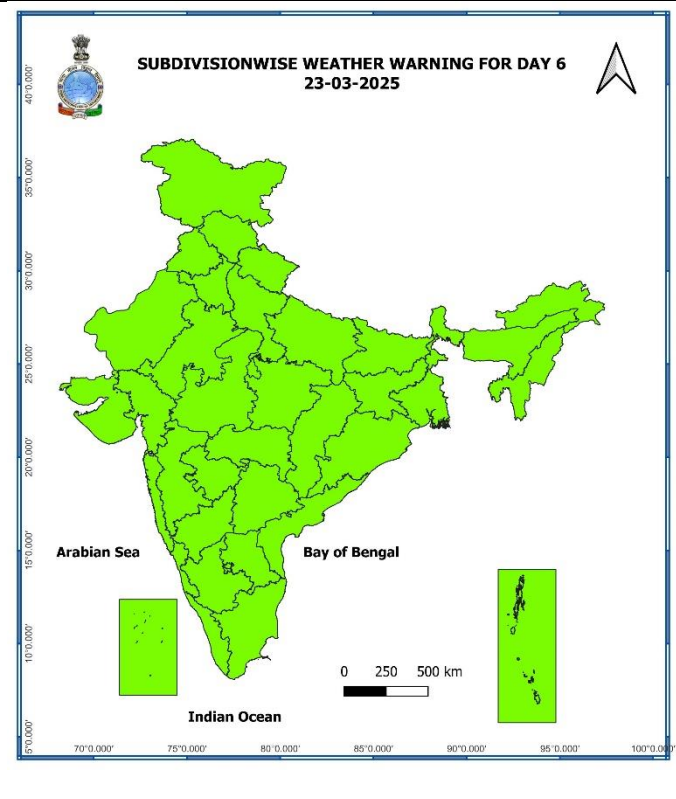 SUBDIVISIONWISE WEATHER WARNING FOR DAY 6
23-03-2025
40°0.000'
35°0.000'
30°0.000'
25°0.000'
20°0.000'
15°0.000'
10°0.000'
5°0.000'
Arabian Sea
Bay of Bengal
0 250 500 km
Indian Ocean
70°0.000' 75°0.000' 80°0.000' 85°0.000' 90°0.000' 95°0.000' 100°0.000'